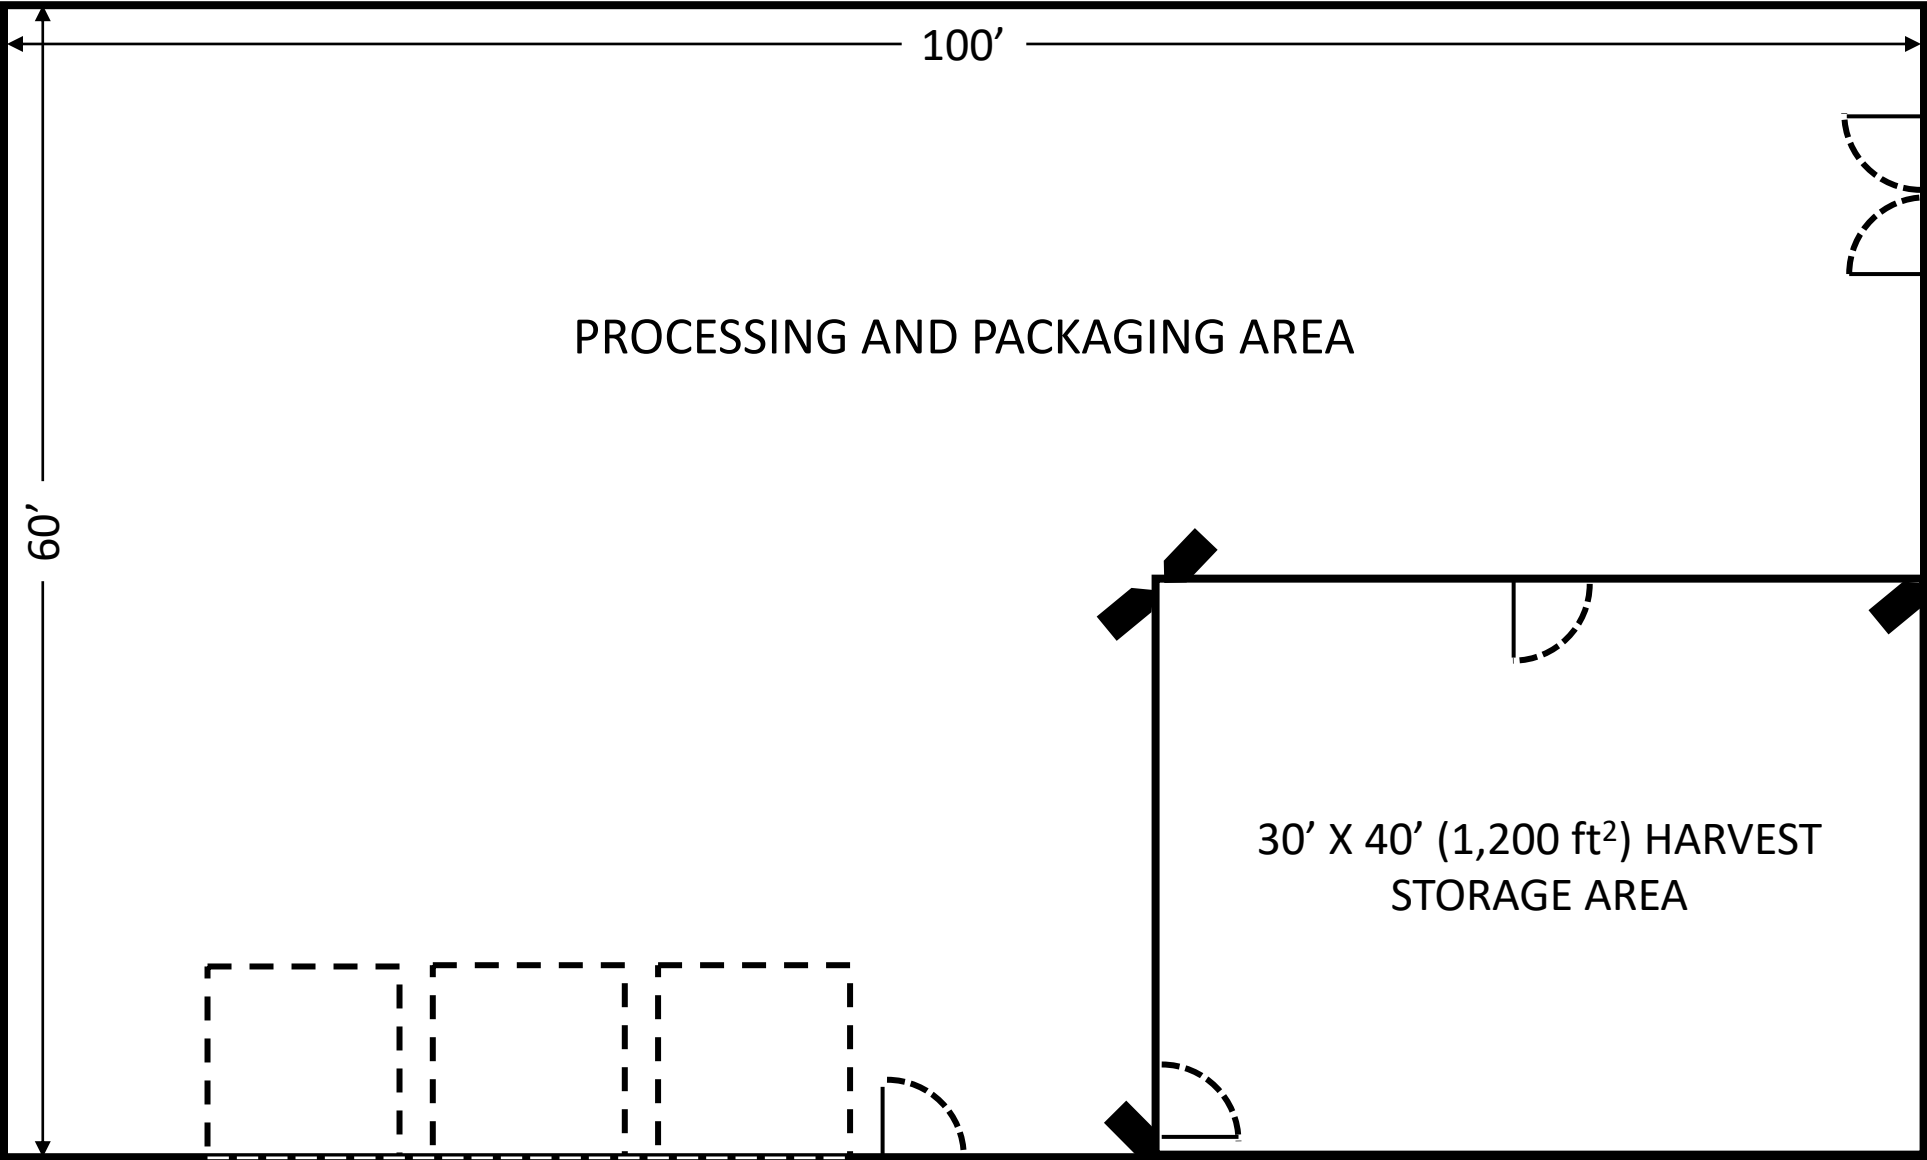 100’
PROCESSING AND PACKAGING AREA
60’
30’ X 40’ (1,200 ft²) HARVEST
STORAGE AREA